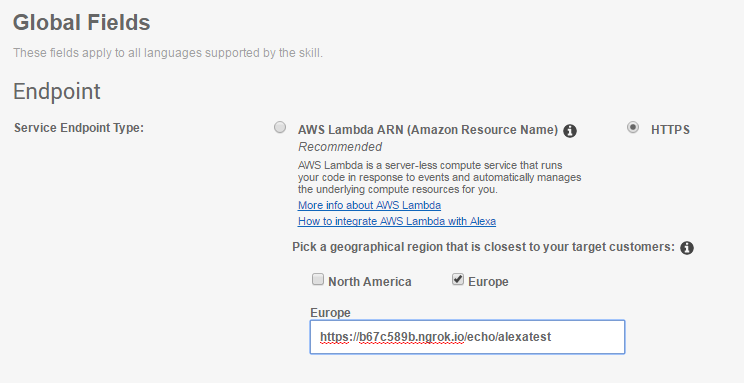 Global Fields
These fields apply to all languages supported by the skill.
Endpoint
Service Endpoint Type:
AWS Lambda ARN (Amazon Resource Name)
HTTPS
Recommended
AWS Lambda is a server-less compute service that runs
your code in response to events and automatically manages
the underlying compute resources for you.
More info about AWS Lambda
How to integrate AWS Lambda with Alexa
Pick a geographical region that is closest to your target customers:
North America
Europe
Europe
https://b67c589b.ngrok.io/echo/alexatest